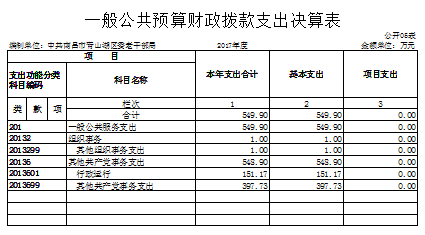 一般公共预算财政拨款支出决算表
公开05表
编制单位：中共南昌市青山湖区委老干部局 2017年度 金额单位：万元
项 目 本年支出合计 基本支出 项目支出
支出功能分类科目编码 科目名称
类 款 项 栏次 1 2 3
合计 549.90 549.90 0.00
201 一般公共服务支出 549.90 549.90 0.00
20132 组织事务 1.00 1.00 0.00
2013299 其他组织事务支出 1.00 1.00 0.00
20136 其他共产党事务支出 548.90 548.90 0.00
2013601 行政运行 151.17 151.17 0.00
2013699 其他共产党事务支出 397.73 397.73 0.00